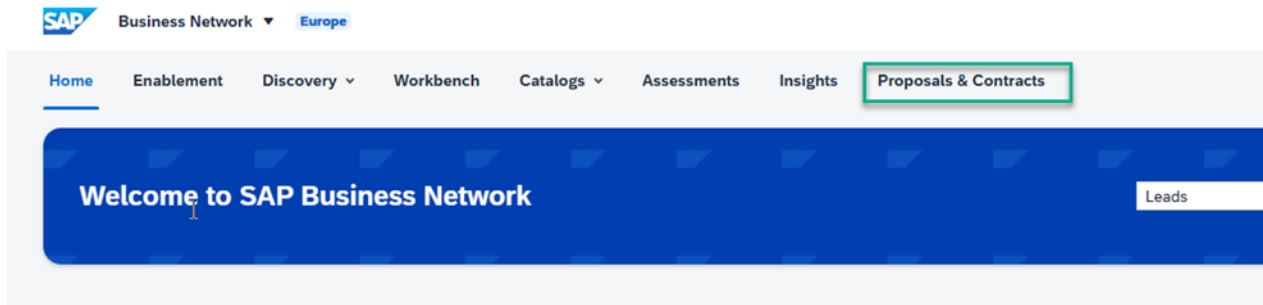 SAP Business Network Europe
Home Enablement Discovery Workbench Catalogs Assessments Insights Proposals & Contracts
Welcome to SAP Business Network
Leads